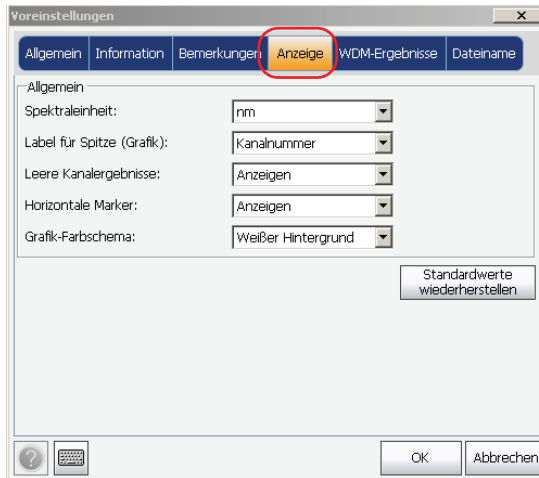 Voreinstellungen
Allgemein Information Bemerkungen Anzeige WDM-Ergebnisse Dateiname
Allgemein
Spektraleinheit: nm
Label für Spitze (Grafik): Kanalnummer
Leere Kanalergebnisse: Anzeigen
Horizontale Marker: Anzeigen
Grafik-Farbschema: Weißer Hintergrund
Standardwerte
wiederherstellen
OK Abbrechen